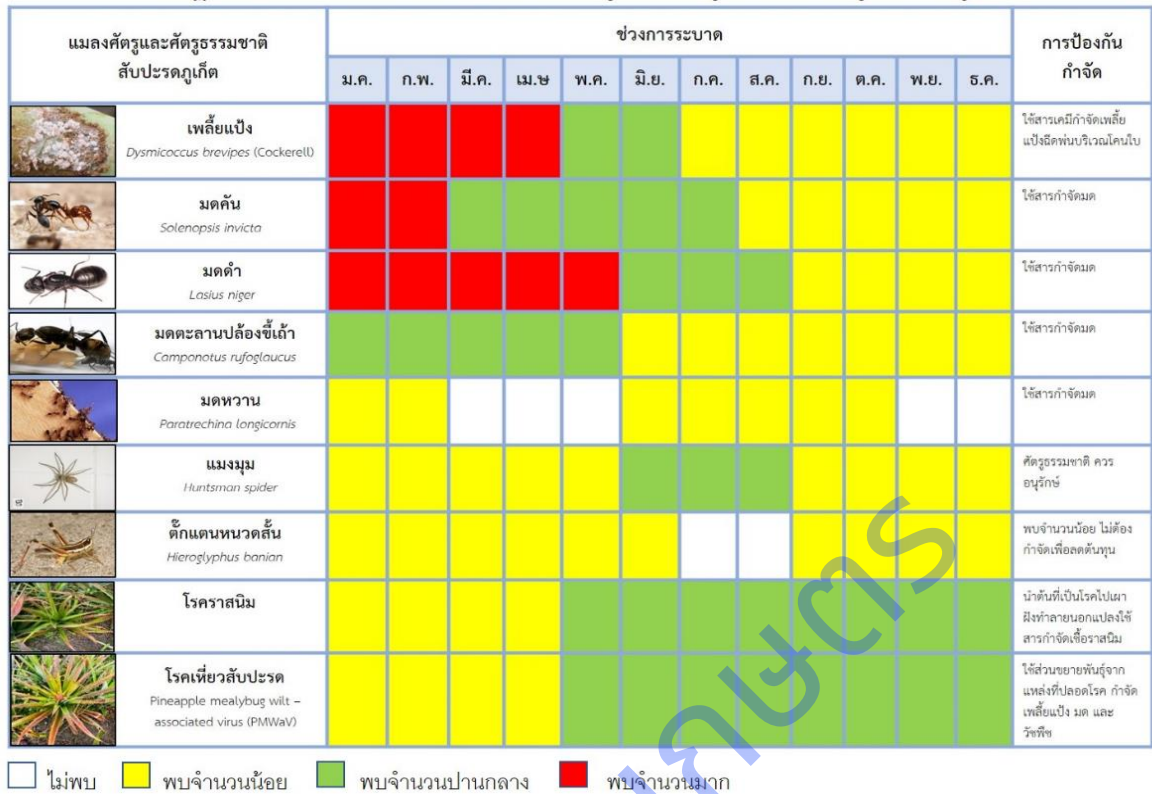 แมลงศัตรูและศัตรูธรรมชาติ
สับปะรดภูเก็ต
ช่วงการระบาด
การป้องกัน
กำจัด
ม.ค. ก.พ. มี.ค. เม.ษ พ.ค. มิ.ย. ก.ค. ส.ค. ก.ย. ต.ค. พ.ย. ธ.ค.
เพลี้ยแป้ง
Dysmicoccus brevipes (Cockerell)
ใช้สารเคมีกำจัดเพลี้ย
แป้งฉีดพ่นบริเวณโคนใบ
มดคัน
Solenopsis invicta
ใช้สารกำจัดมด
มดดำ
Lasius niger
ใช้สารกำจัดมด
มดตะลานปล้องขี้เถ้า
Camponotus rufoglaucus
ใช้สารกำจัดมด
มดหวาน
Paratrechina longicornis
ใช้สารกำจัดมด
แมงมุม
Huntsman spider
ศัตรูธรรมชาติ ควร
อนุรักษ์
ตั๊กแตนหนวดสั้น
Hieroglyphus banian
พบจำนวนน้อย ไม่ต้อง
กำจัดเพื่อลดต้นทุน
โรคราสนิม
นำต้นที่เป็นโรคไปเผา
ฝังทำลายนอกแปลงใช้
สารกำจัดเชื้อราสนิม
โรคเหี่ยวสับปะรด
Pineapple mealybug wilt –
associated virus (PMWaV)
ใช้ส่วนขยายพันธุ์จาก
แหล่งที่ปลอดโรค กำจัด
เพลี้ยแป้ง มด และ
วัชพืช
ไม่พบ พบจำนวนน้อย พบจำนวนปานกลาง พบจำนวนมาก